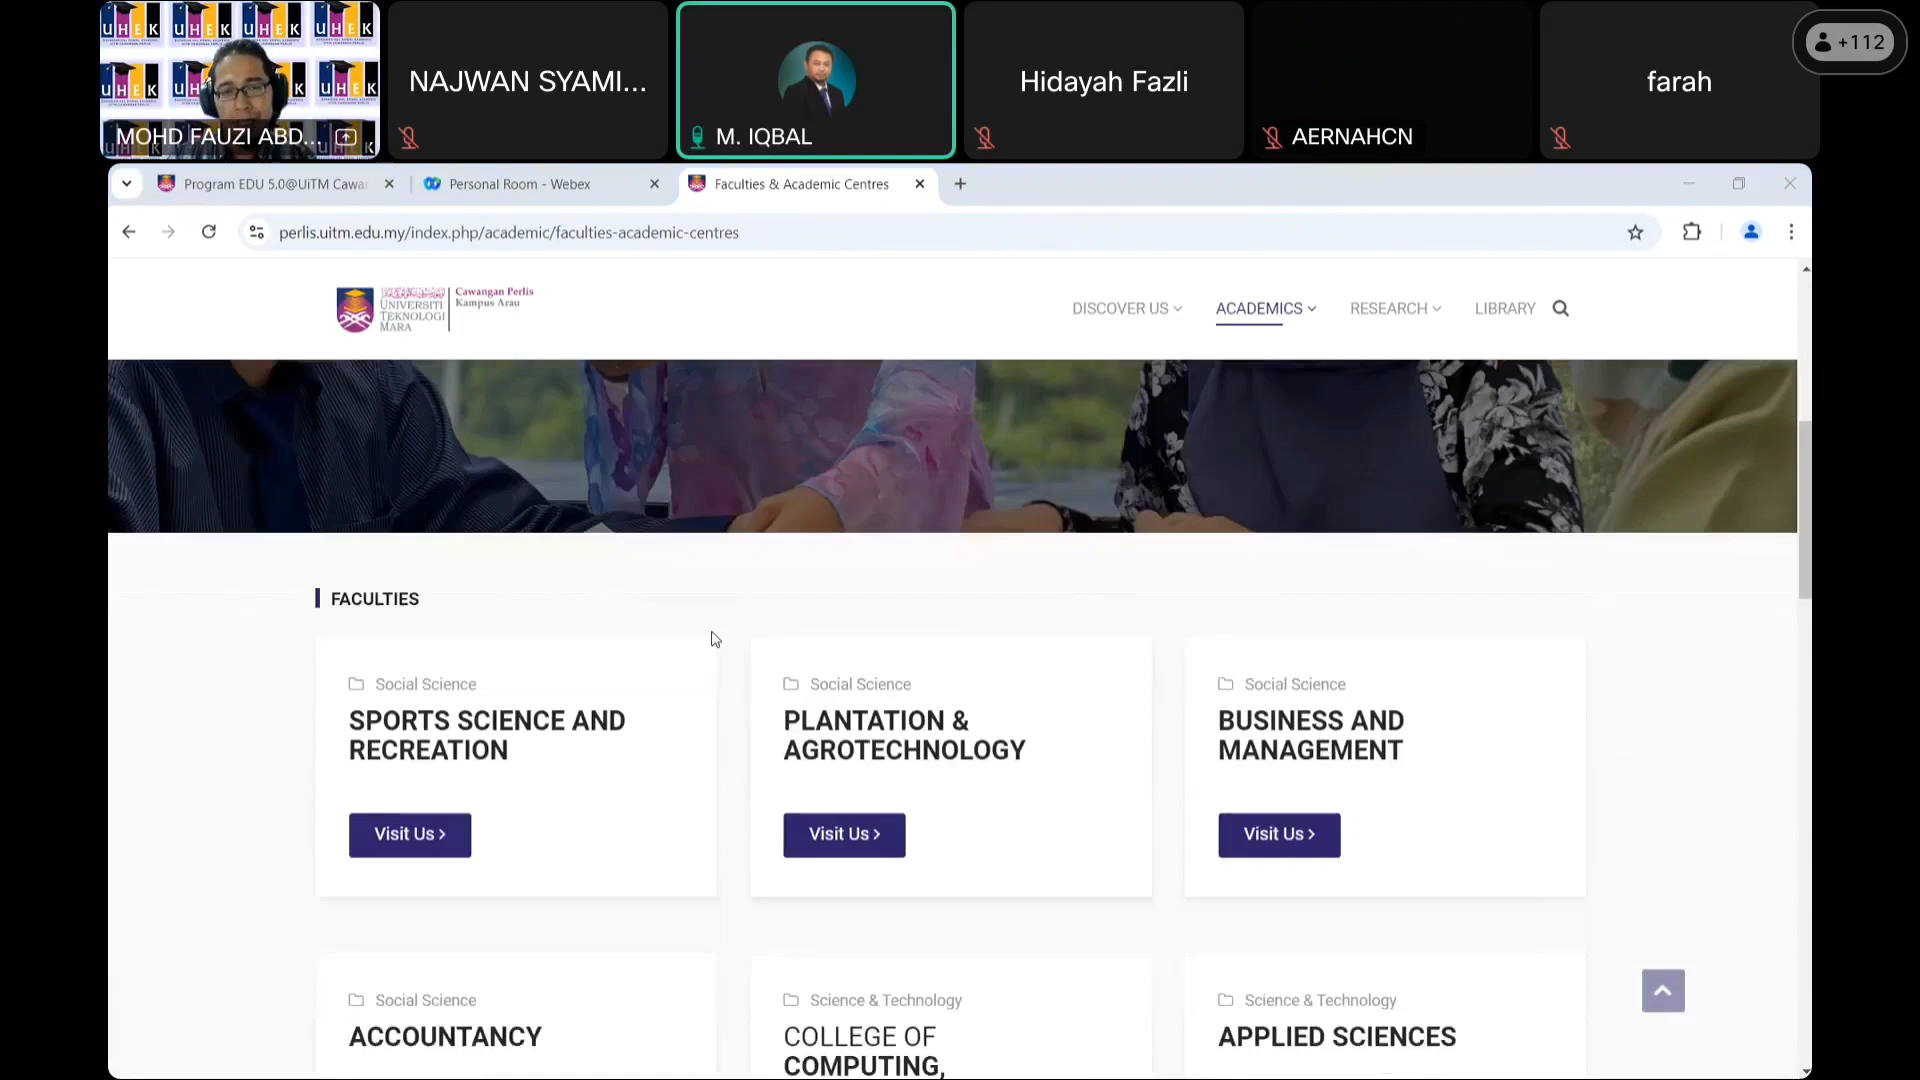 UHEK UHEK UHEK UHEK
MOHD FAUZI ABD...
NAJWAN SYAMI...
M. IQBAL
Hidayah Fazli
AERNAHCN
farah
+112
Program EDU 5.0@UiTM Cawa
Personal Room - Webex
Faculties & Academic Centres
perlis.uitm.edu.my/index.php/academic/faculties-academic-centres
UNIVERSITI
TEKNOLOGI
MARA
Cawangan Perlis
Kampus Arau
DISCOVER US
ACADEMICS
RESEARCH
LIBRARY
FACULTIES
Social Science
SPORTS SCIENCE AND
RECREATION
Visit Us >
Social Science
PLANTATION &
AGROTECHNOLOGY
Visit Us >
Social Science
BUSINESS AND
MANAGEMENT
Visit Us >
Social Science
ACCOUNTANCY
Science & Technology
COLLEGE OF
COMPUTING,
Science & Technology
APPLIED SCIENCES